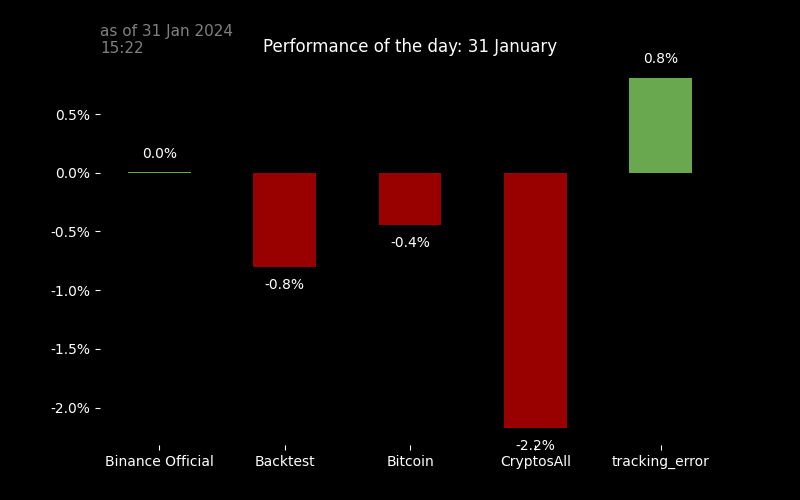 as of 31 Jan 2024
15:22
Performance of the day: 31 January
0.8%
0.5%
0.0%
0.0%
-0.5%
-0.4%
-0.8%
-1.0%
-1.5%
-2.0%
-2.2%
Binance Official
Backtest
Bitcoin
CryptosAll
tracking_error